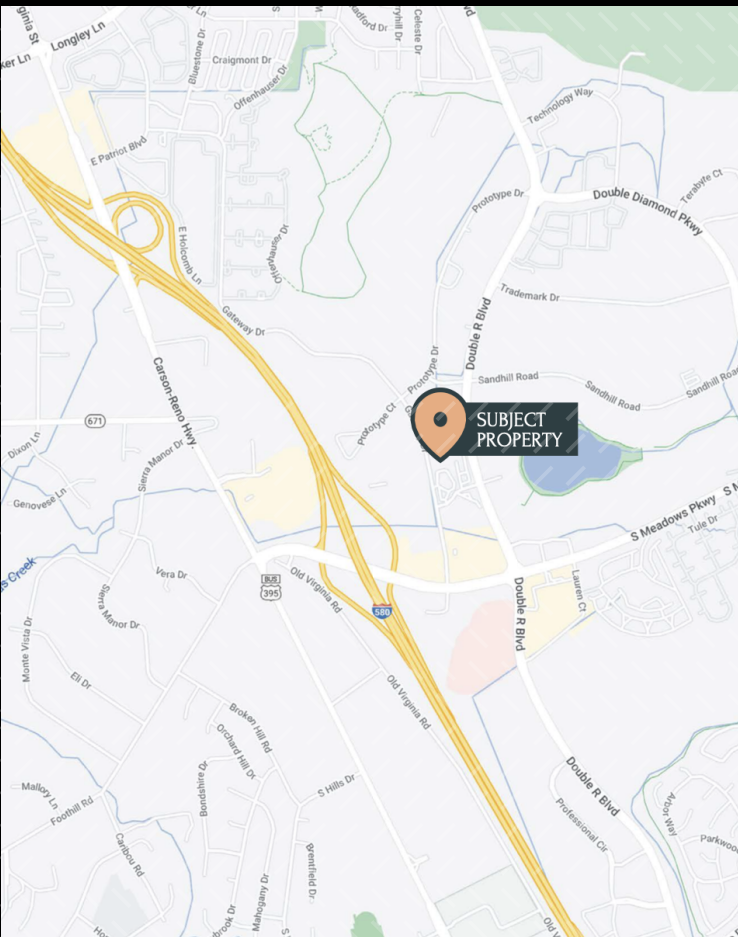 Longley Ln
Bluestone Dr
Craigmont Dr
Offenhauser Dr
Celeste Dr
E Patriot Blvd
Technology Way
Terabyte Ct
Prototype Dr
Double Diamond Pkwy
E Holcomb Ln
Offenhauser Dr
Gateway Dr
Trademark Dr
Double R Blvd
Prototype Dr
Sandhill Road
Sandhill Road
Sandhill Road
Carson-Reno Hwy
Prototype Ct
SUBJECT
PROPERTY
671
Dixon Ln
Sierra Manor Dr
Genovese Ln
S Meadows Pkwy
Tule Dr
Creek
Vera Dr
BUS
395
Old Virginia Rd
580
Double R Blvd
Lauren Ct
Sierra Manor Dr
Monte Vista Dr
Eli Dr
Old Virginia Rd
Broken Hill Rd
Orchard Hill Dr
Bondshire Dr
S Hills Dr
Double R Blvd
Professional Cir
Mallory Ln
Foothill Rd
Arbor Way
Caribou Rd
Brentfield Dr
Mahogany Dr